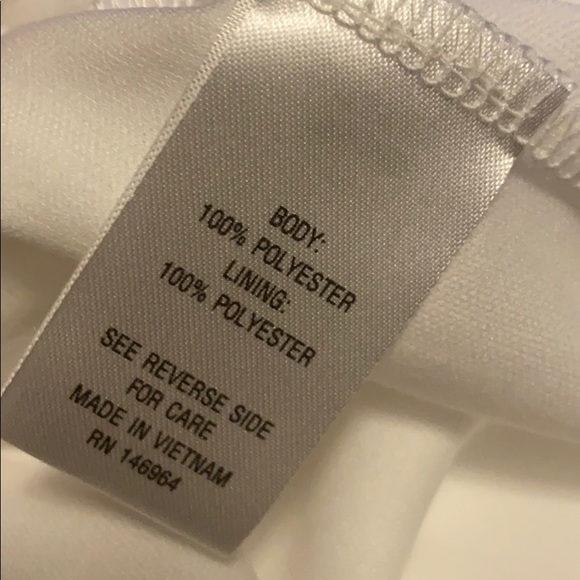 BODY:
100% POLYESTER
LINING:
100% POLYESTER
SEE REVERSE SIDE
FOR CARE
MADE IN VIETNAM
RN 146964